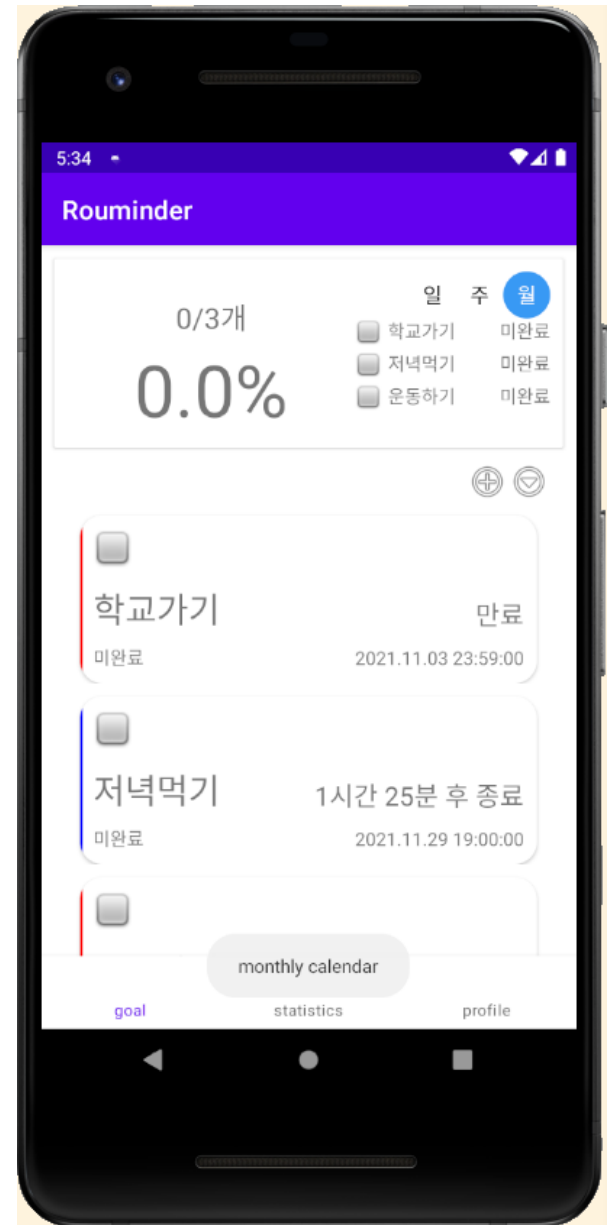 5:34
Rouminder
일 주 월
0/3개
0.0%
학교가기 미완료
저녁먹기 미완료
운동하기 미완료
학교가기 만료
미완료 2021.11.03 23:59:00
저녁먹기 1시간 25분 후 종료
미완료 2021.11.29 19:00:00
monthly calendar
goal statistics profile